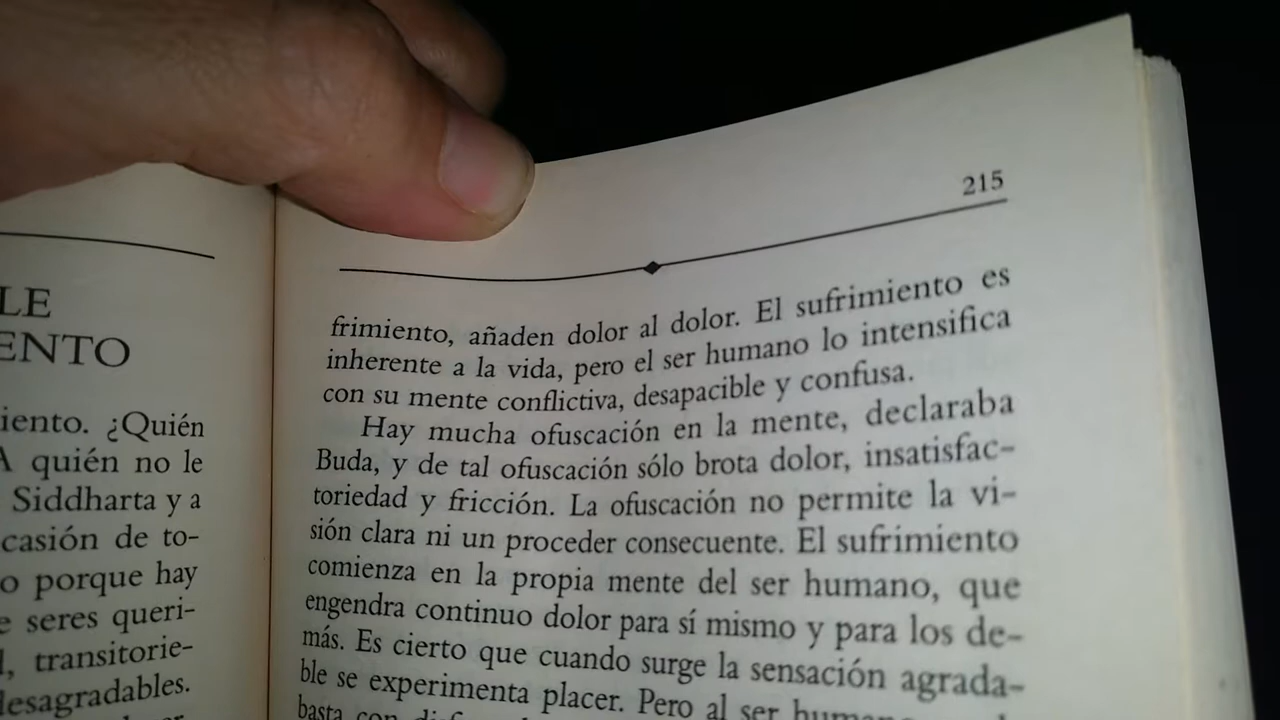 LE
ENTO
iento. ¿Quién
A quién no le
Siddharta y a
casión de to-
o porque hay
e seres queri-
l, transitorie-
desagradables.
215
frimiento, añaden dolor al dolor. El sufrimiento es
inherente a la vida, pero el ser humano lo intensifica
con su mente conflictiva, desapacible y confusa.
Hay mucha ofuscación en la mente, declaraba
Buda, y de tal ofuscación sólo brota dolor, insatisfac-
toriedad y fricción. La ofuscación no permite la vi-
sión clara ni un proceder consecuente. El sufrimiento
comienza en la propia mente del ser humano, que
engendra continuo dolor para sí mismo y para los de-
más. Es cierto que cuando surge la sensación agrada-
ble se experimenta placer. Pero al ser humano
basta con